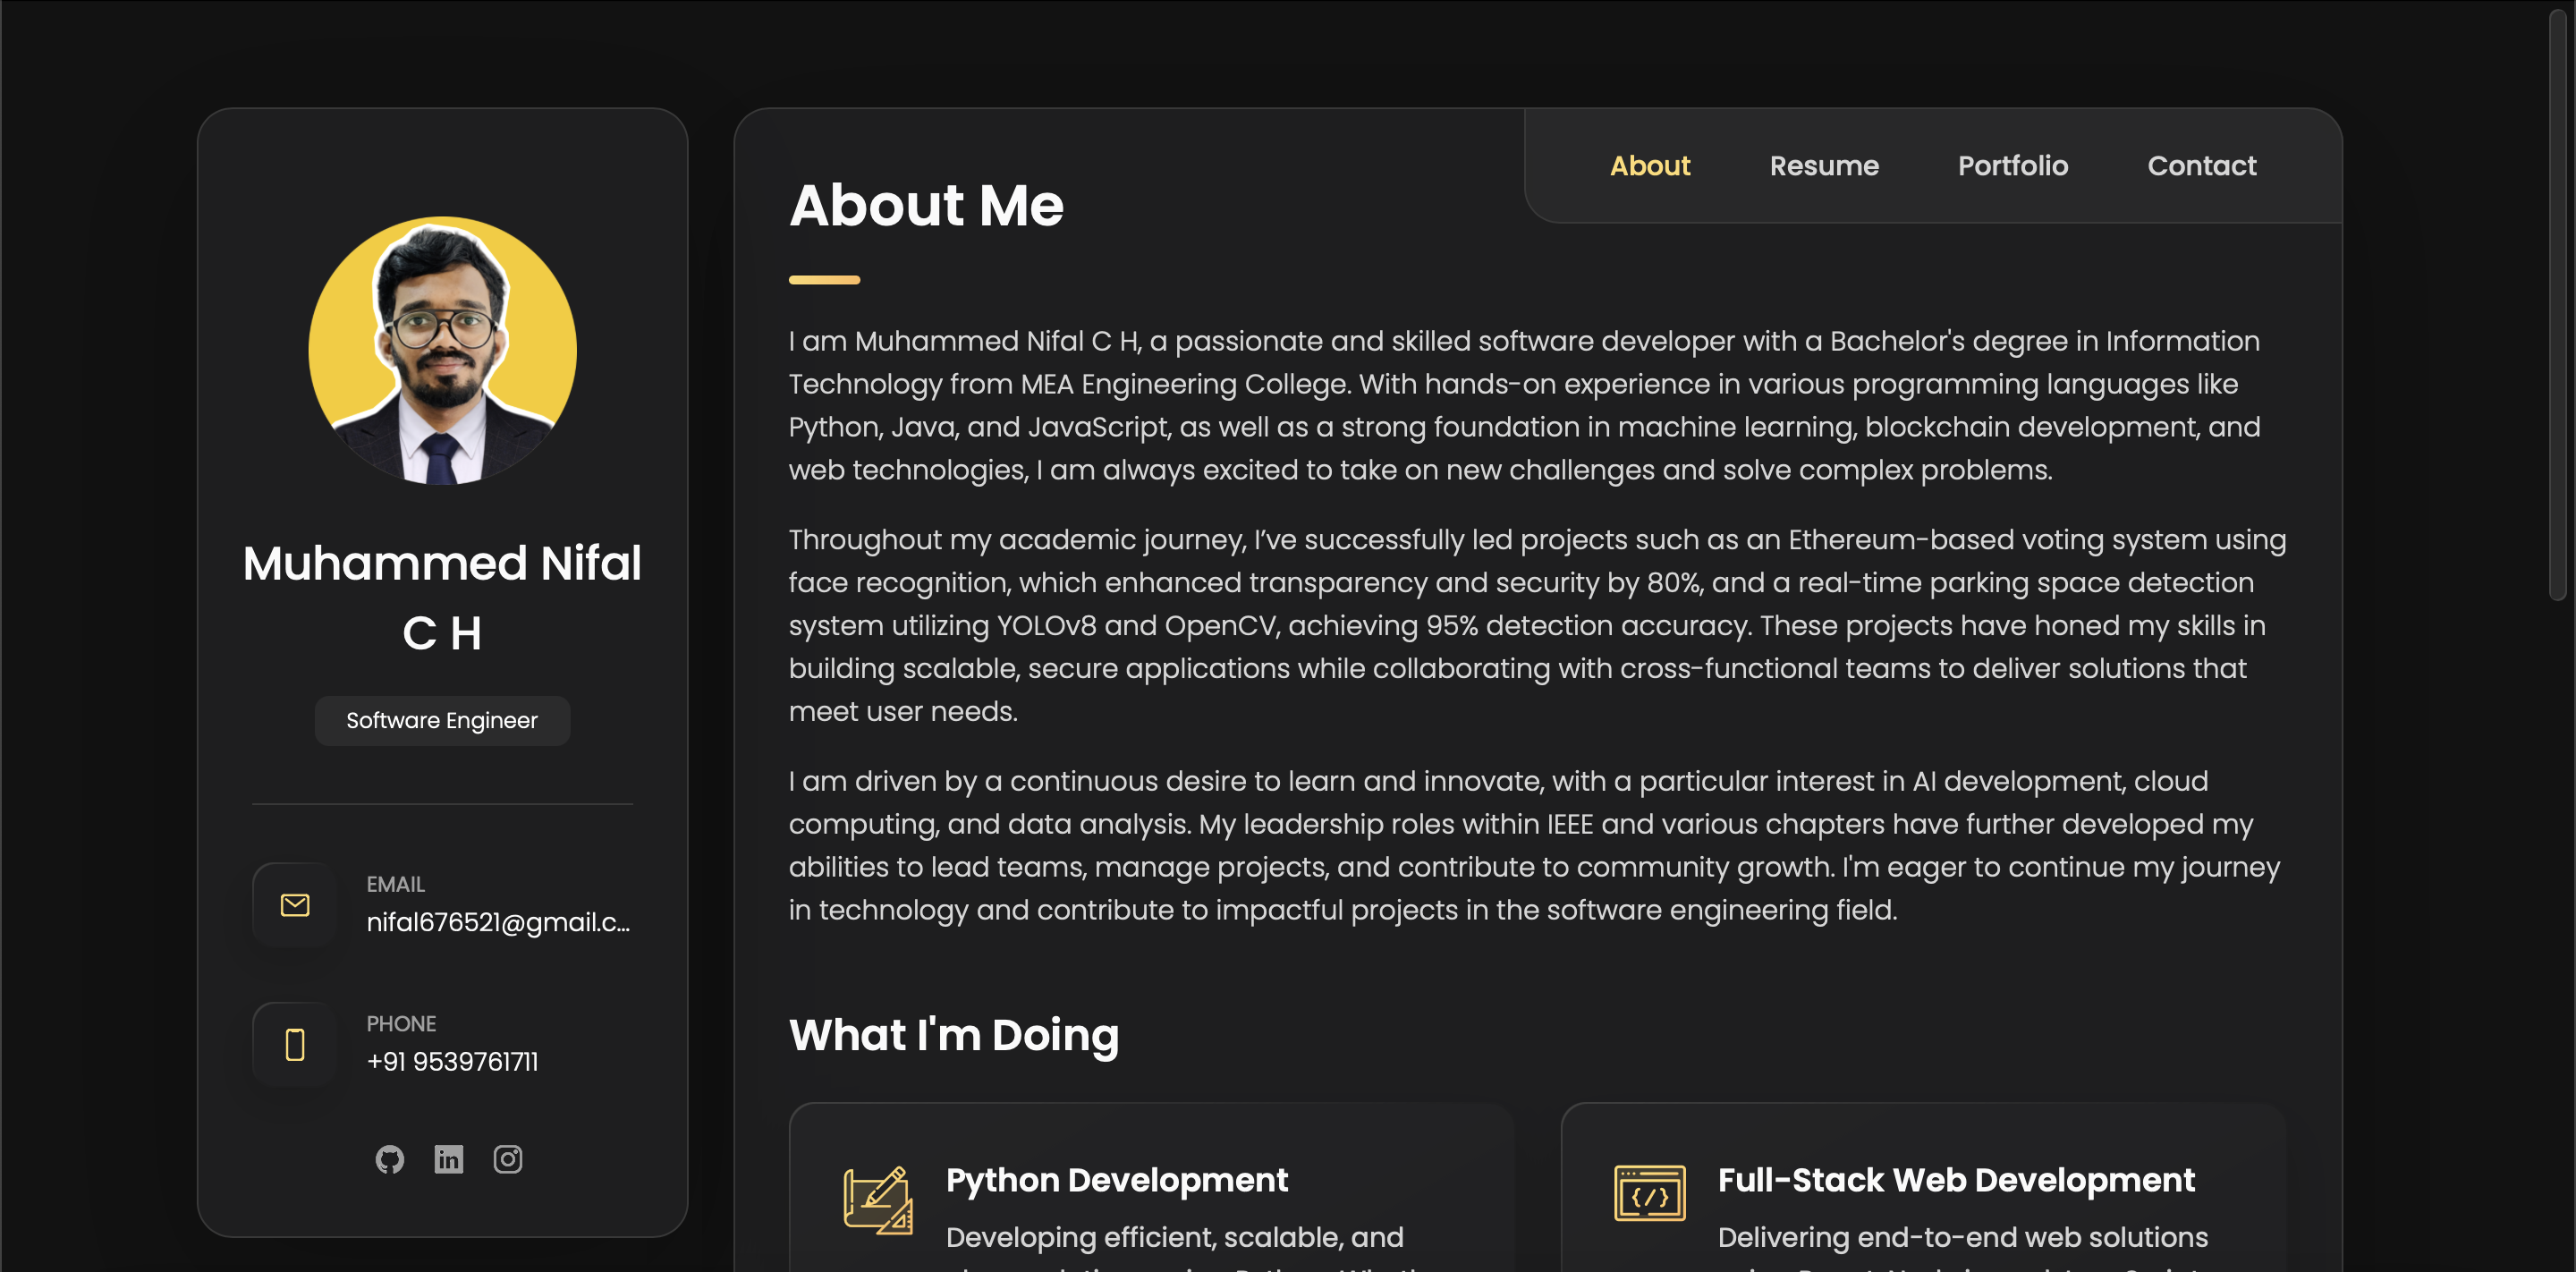 Muhammed Nifal
C H
Software Engineer
EMAIL
nifal676521@gmail.c...
PHONE
+91 9539761711
About Resume Portfolio Contact
About Me
I am Muhammed Nifal C H, a passionate and skilled software developer with a Bachelor's degree in Information
Technology from MEA Engineering College. With hands-on experience in various programming languages like
Python, Java, and JavaScript, as well as a strong foundation in machine learning, blockchain development, and
web technologies, I am always excited to take on new challenges and solve complex problems.
Throughout my academic journey, I’ve successfully led projects such as an Ethereum-based voting system using
face recognition, which enhanced transparency and security by 80%, and a real-time parking space detection
system utilizing YOLOv8 and OpenCV, achieving 95% detection accuracy. These projects have honed my skills in
building scalable, secure applications while collaborating with cross-functional teams to deliver solutions that
meet user needs.
I am driven by a continuous desire to learn and innovate, with a particular interest in AI development, cloud
computing, and data analysis. My leadership roles within IEEE and various chapters have further developed my
abilities to lead teams, manage projects, and contribute to community growth. I'm eager to continue my journey
in technology and contribute to impactful projects in the software engineering field.
What I'm Doing
Python Development
Developing efficient, scalable, and
Full-Stack Web Development
Delivering end-to-end web solutions